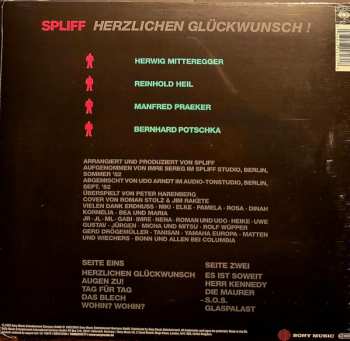 SPLIFF HERZLICHEN GLÜCKWUNSCH !
HERWIG MITTEREGGER
REINHOLD HEIL
MANFRED PRAEKER
BERNHARD POTSCHKA
ARRANGIERT UND PRODUZIERT VON SPLIFF
AUFGENOMMEN VON IMRE SEREG IM SPLIFF STUDIO, BERLIN,
SOMMER '82
ABGEMISCHT VON UDO ARNDT IM AUDIO-TONSTUDIO, BERLIN,
SEPT. '82
ÜBERSPIELT VON PETER HARENBERG
COVER VON ROMAN STOLZ & JIM RAKETE
VIELEN DANK ERDNUSS - NIKI - ELKE - PAMELA - ROSA - DINAH
KORNELIA - BEA UND MARIA
JR - JL - ML - GABI - IMRE - NENA - ROMAN UND UDO - HEIKE - UWE
GUSTAV - JÜRGEN - MICHA UND MITSU - ROLF WÜPPER
GERD DRÖGEMÖLLER - TANISAN - YAMAHA EUROPA - MATTEN
UND WIECHERS - BONN UND ALLEN BEI COLUMBIA
SEITE EINS
HERZLICHEN GLÜCKWUNSCH
AUGEN ZU!
TAG FÜR TAG
DAS BLECH
WOHIN? WOHIN?
SEITE ZWEI
ES IST SOWEIT
HERR KENNEDY
DIE MAURER
S.O.S.
GLASPALAST
SONY MUSIC